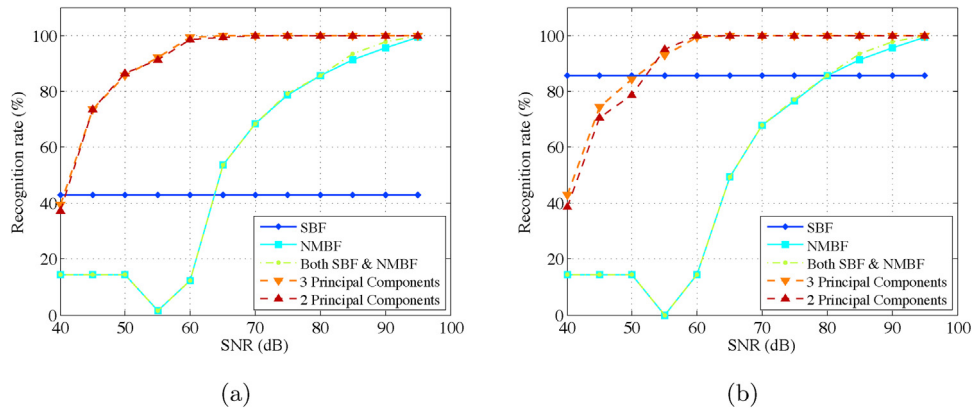 Recognition rate (%)
100
80
60
40
20
0
40 50 60 70 80 90 100
SNR (dB)
SBF
NMBF
Both SBF & NMBF
3 Principal Components
2 Principal Components
(a)
Recognition rate (%)
100
80
60
40
20
0
40 50 60 70 80 90 100
SNR (dB)
SBF
NMBF
Both SBF & NMBF
3 Principal Components
2 Principal Components
(b)